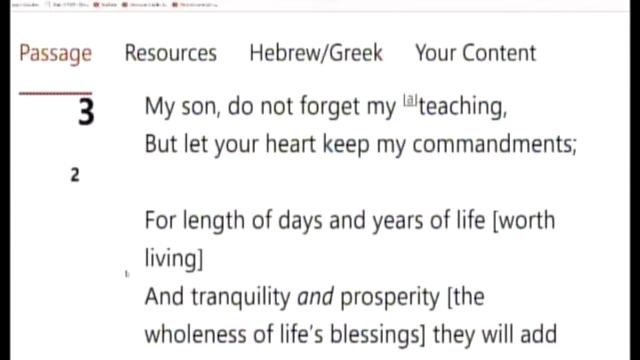 Passage Resources Hebrew/Greek Your Content
3 My son, do not forget my [a]teaching,
But let your heart keep my commandments;
2
For length of days and years of life [worth
living]
And tranquility and prosperity [the
wholeness of life's blessings] they will add